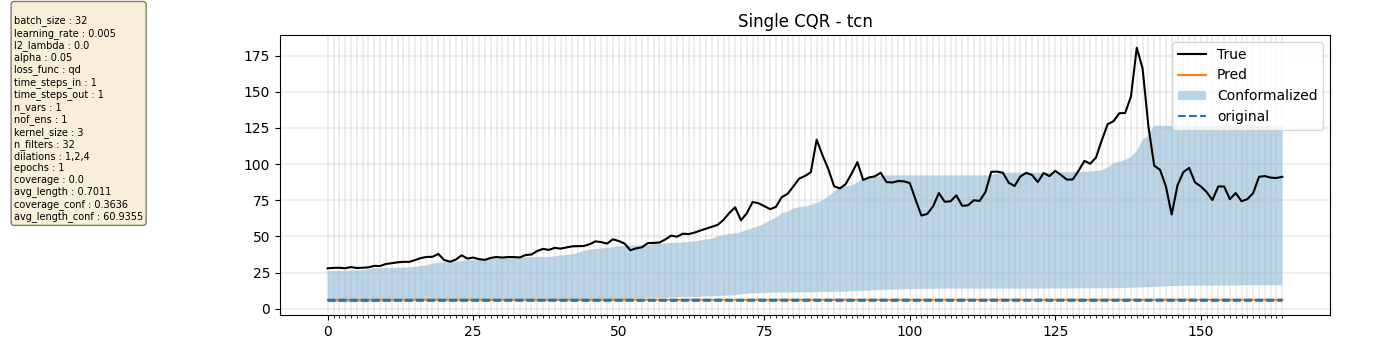 batch_size : 32
learning_rate : 0.005
l2_lambda : 0.0
alpha : 0.05
loss_func : qd
time_steps_in : 1
time_steps_out : 1
n_vars : 1
nof_ens : 1
kernel_size : 3
n_filters : 32
dilations : 1,2,4
epochs : 1
coverage : 0.0
avg_length : 0.7011
coverage_conf : 0.3636
avg_length_conf : 60.9355
Single CQR - tcn
175
150
125
100
75
50
25
0
True
Pred
Conformalized
original
0 25 50 75 100 125 150